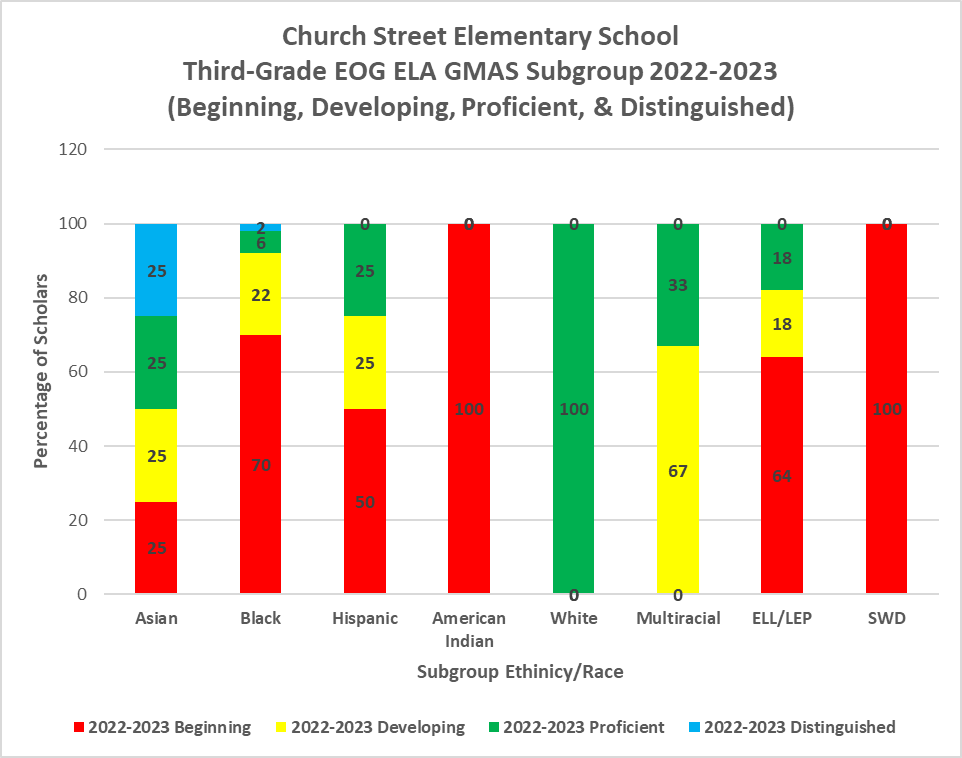 Church Street Elementary School
Third-Grade EOG ELA GMAS Subgroup 2022-2023
(Beginning, Developing, Proficient, & Distinguished)
Percentage of Scholars
120
100
80
60
40
20
0
25
25
25
25
2
6
22
70
0
25
25
50
0
100
0
100
0
0
33
67
0
0
18
18
64
0
100
Asian
Black
Hispanic
American
Indian
White
Multiracial
ELL/LEP
SWD
Subgroup Ethinicy/Race
2022-2023 Beginning
2022-2023 Developing
2022-2023 Proficient
2022-2023 Distinguished